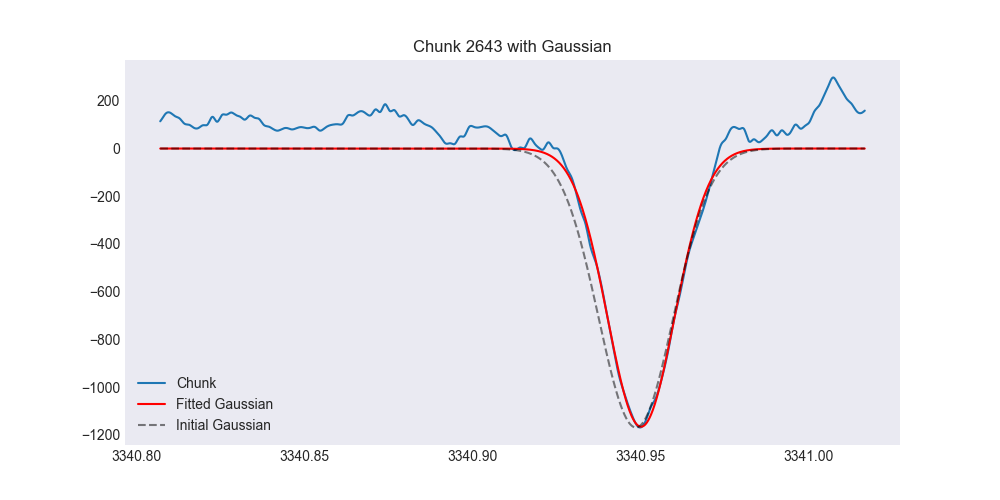 Chunk 2643 with Gaussian
200
0
−200
−400
−600
−800
−1000
−1200
Chunk
Fitted Gaussian
Initial Gaussian
3340.80 3340.85 3340.90 3340.95 3341.00